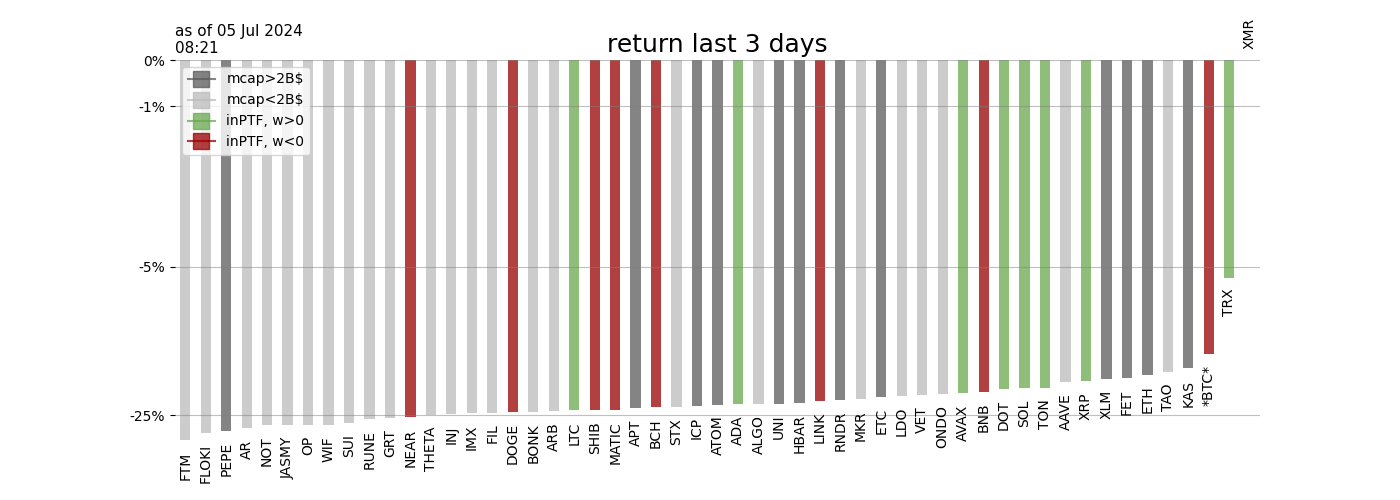 as of 05 Jul 2024
08:21
return last 3 days
XMR
0%
-1%
-5%
-25%
mcap>2B$
mcap<2B$
inPTF, w>0
inPTF, w<0
FTM
FLOKI
PEPE
AR
NOT
JASMY
OP
WIF
SUI
RUNE
GRT
NEAR
THETA
INJ
IMX
FIL
DOGE
BONK
ARB
LTC
SHIB
MATIC
APT
BCH
STX
ICP
ATOM
ADA
ALGO
UNI
HBAR
LINK
RNDR
MKR
ETC
LDO
VET
ONDO
AVAX
BNB
DOT
SOL
TON
AAVE
XRP
XLM
FET
ETH
TAO
KAS
*BTC*
TRX